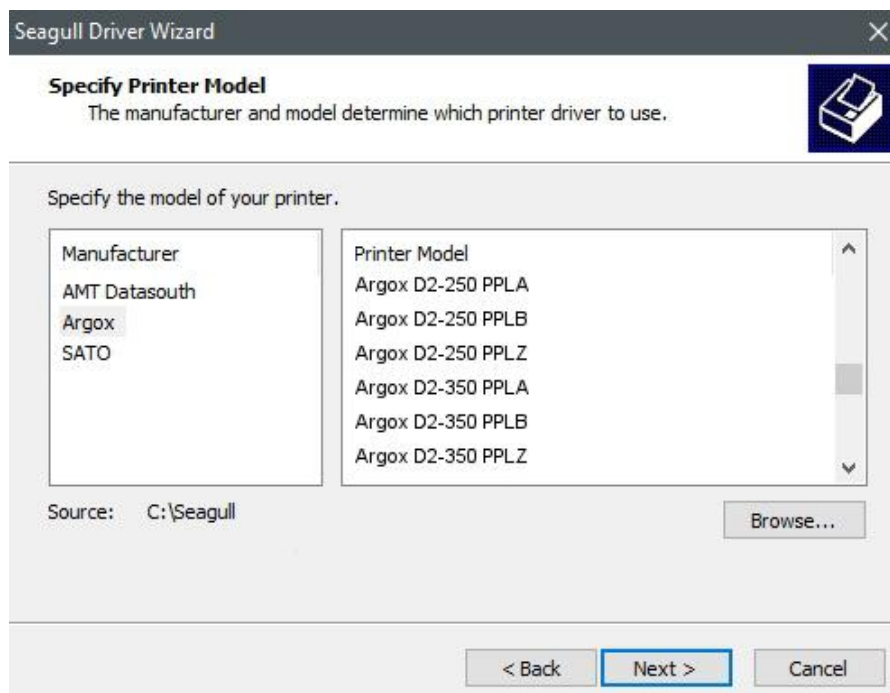 Seagull Driver Wizard
Specify Printer Model
The manufacturer and model determine which printer driver to use.
Specify the model of your printer.
Manufacturer
AMT Datasouth
Argox
SATO
Printer Model
Argox D2-250 PPLA
Argox D2-250 PPLB
Argox D2-250 PPLZ
Argox D2-350 PPLA
Argox D2-350 PPLB
Argox D2-350 PPLZ
Source: C:\Seagull
Browse...
< Back
Next >
Cancel